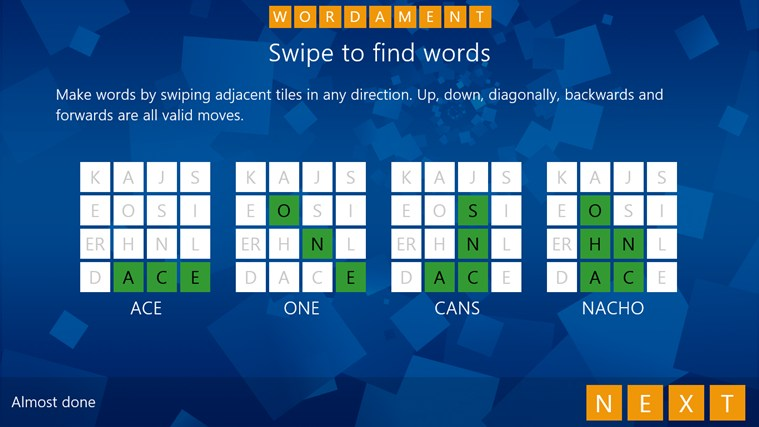 WORDAMENT
Swipe to find words
Make words by swiping adjacent tiles in any direction. Up, down, diagonally, backwards and
forwards are all valid moves.
K A J S K A J S K A J S K A J S
E O S I E O S I E O S I E O S I
ER H N L ER H N L ER H N L ER H N L
D A C E D A C E D A C E D A C E
ACE ONE CANS NACHO
Almost done NEXT